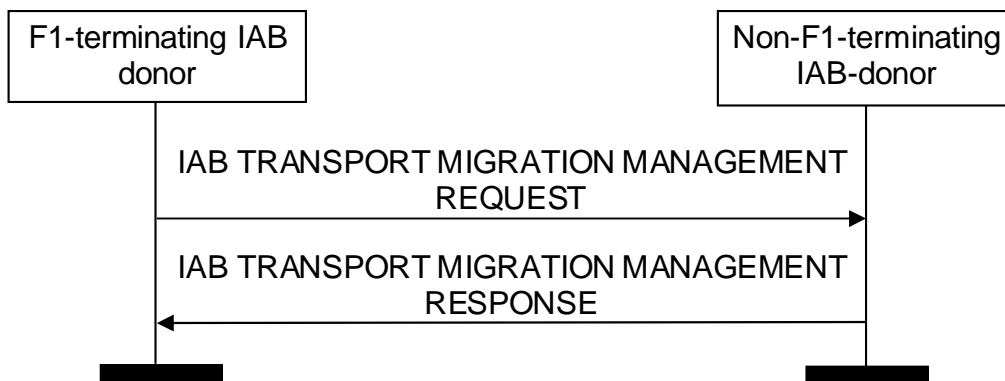 F1-terminating IAB
donor
Non-F1-terminating
IAB-donor
IAB TRANSPORT MIGRATION MANAGEMENT
REQUEST
IAB TRANSPORT MIGRATION MANAGEMENT
RESPONSE